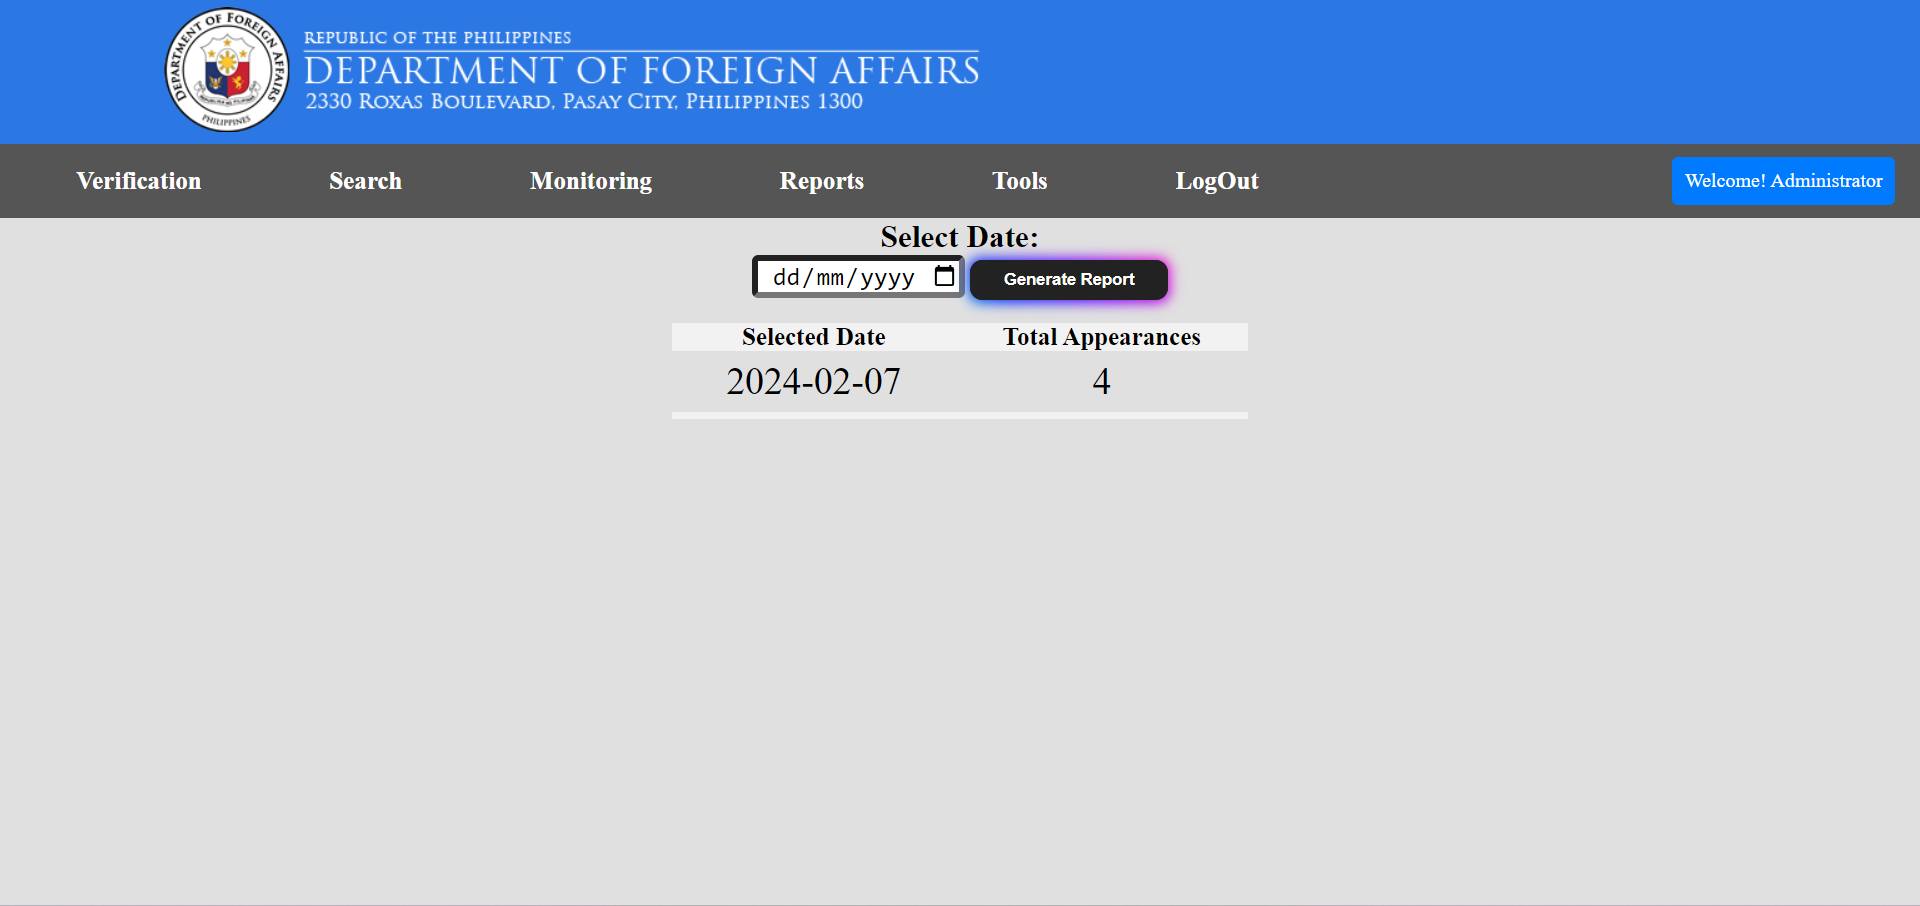 DEPARTMENT OF FOREIGN AFFAIRS
PHILIPPINES
REPUBLIC OF THE PHILIPPINES
DEPARTMENT OF FOREIGN AFFAIRS
2330 ROXAS BOULEVARD, PASAY CITY, PHILIPPINES 1300
Verification Search Monitoring Reports Tools LogOut Welcome! Administrator
Select Date:
dd/mm/yyyy Generate Report
Selected Date Total Appearances
2024-02-07 4